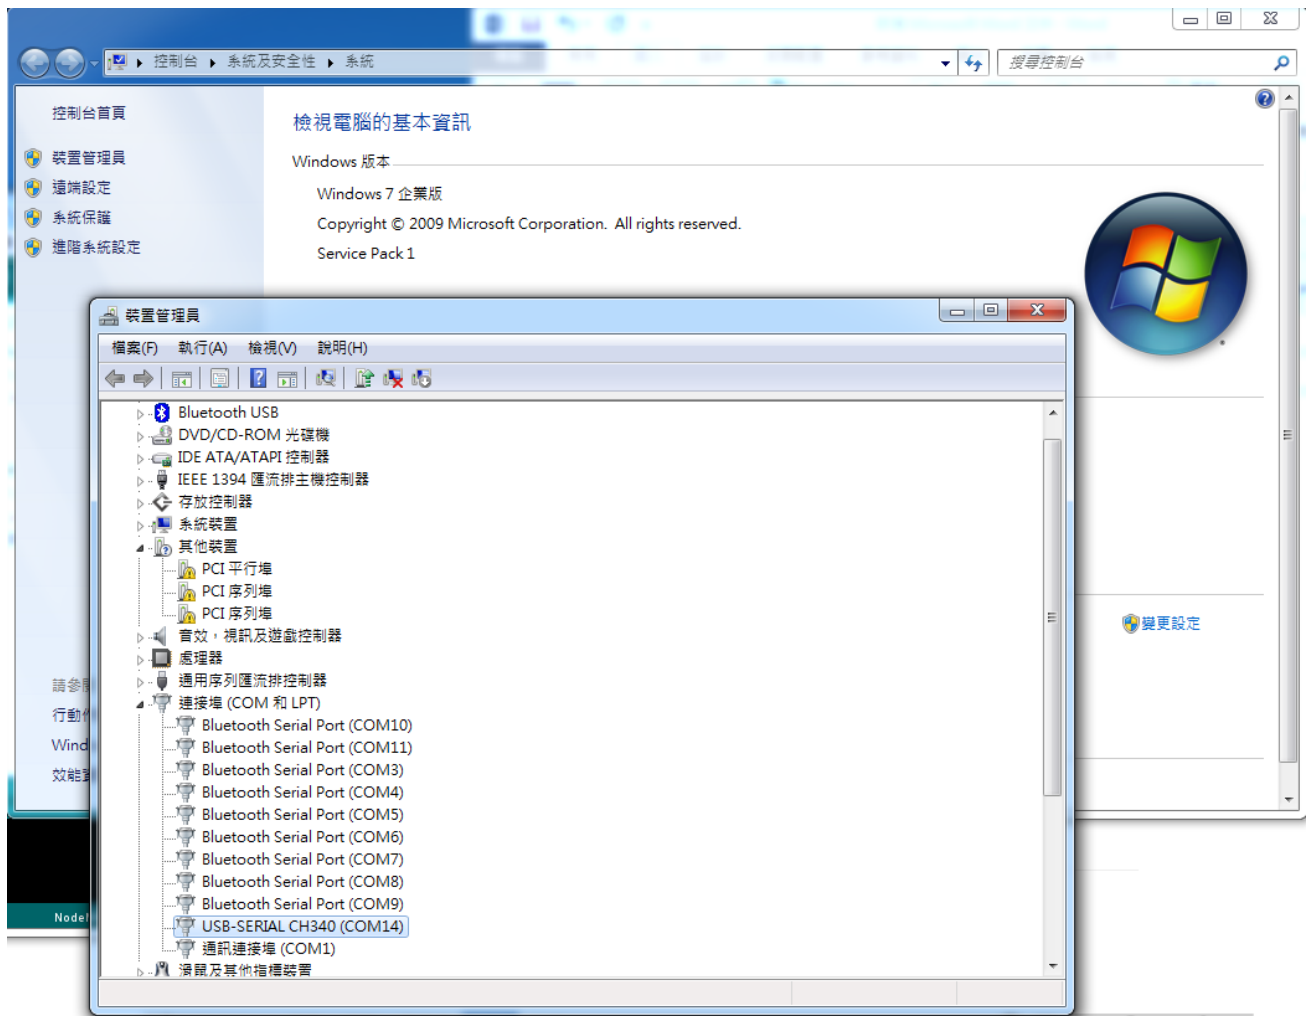 控制台 ▸ 系統及安全性 ▸ 系統
搜尋控制台
控制台首頁
裝置管理員
遠端設定
系統保護
進階系統設定
檢視電腦的基本資訊
Windows 版本
Windows 7 企業版
Copyright © 2009 Microsoft Corporation. All rights reserved.
Service Pack 1
變更設定
請參
行動
Wind
效能
Node
裝置管理員
檔案(F) 執行(A) 檢視(V) 說明(H)
Bluetooth USB
DVD/CD-ROM 光碟機
IDE ATA/ATAPI 控制器
IEEE 1394 匯流排主機控制器
存放控制器
系統裝置
其他裝置
PCI 平行埠
PCI 序列埠
PCI 序列埠
音效，視訊及遊戲控制器
處理器
通用序列匯流排控制器
連接埠 (COM 和 LPT)
Bluetooth Serial Port (COM10)
Bluetooth Serial Port (COM11)
Bluetooth Serial Port (COM3)
Bluetooth Serial Port (COM4)
Bluetooth Serial Port (COM5)
Bluetooth Serial Port (COM6)
Bluetooth Serial Port (COM7)
Bluetooth Serial Port (COM8)
Bluetooth Serial Port (COM9)
USB-SERIAL CH340 (COM14)
通訊連接埠 (COM1)
滑鼠及其他指標裝置